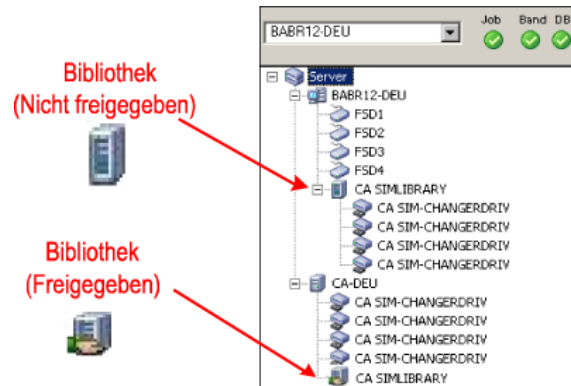 BABR12-DEU
Job Band DB
Bibliothek
(Nicht freigegeben)
Server
BABR12-DEU
FSD1
FSD2
FSD3
FSD4
CA SIMLIBRARY
CA SIM-CHANGERDRIV
CA SIM-CHANGERDRIV
CA SIM-CHANGERDRIV
CA SIM-CHANGERDRIV
Bibliothek
(Freigegeben)
CA-DEU
CA SIM-CHANGERDRIV
CA SIM-CHANGERDRIV
CA SIM-CHANGERDRIV
CA SIM-CHANGERDRIV
CA SIMLIBRARY